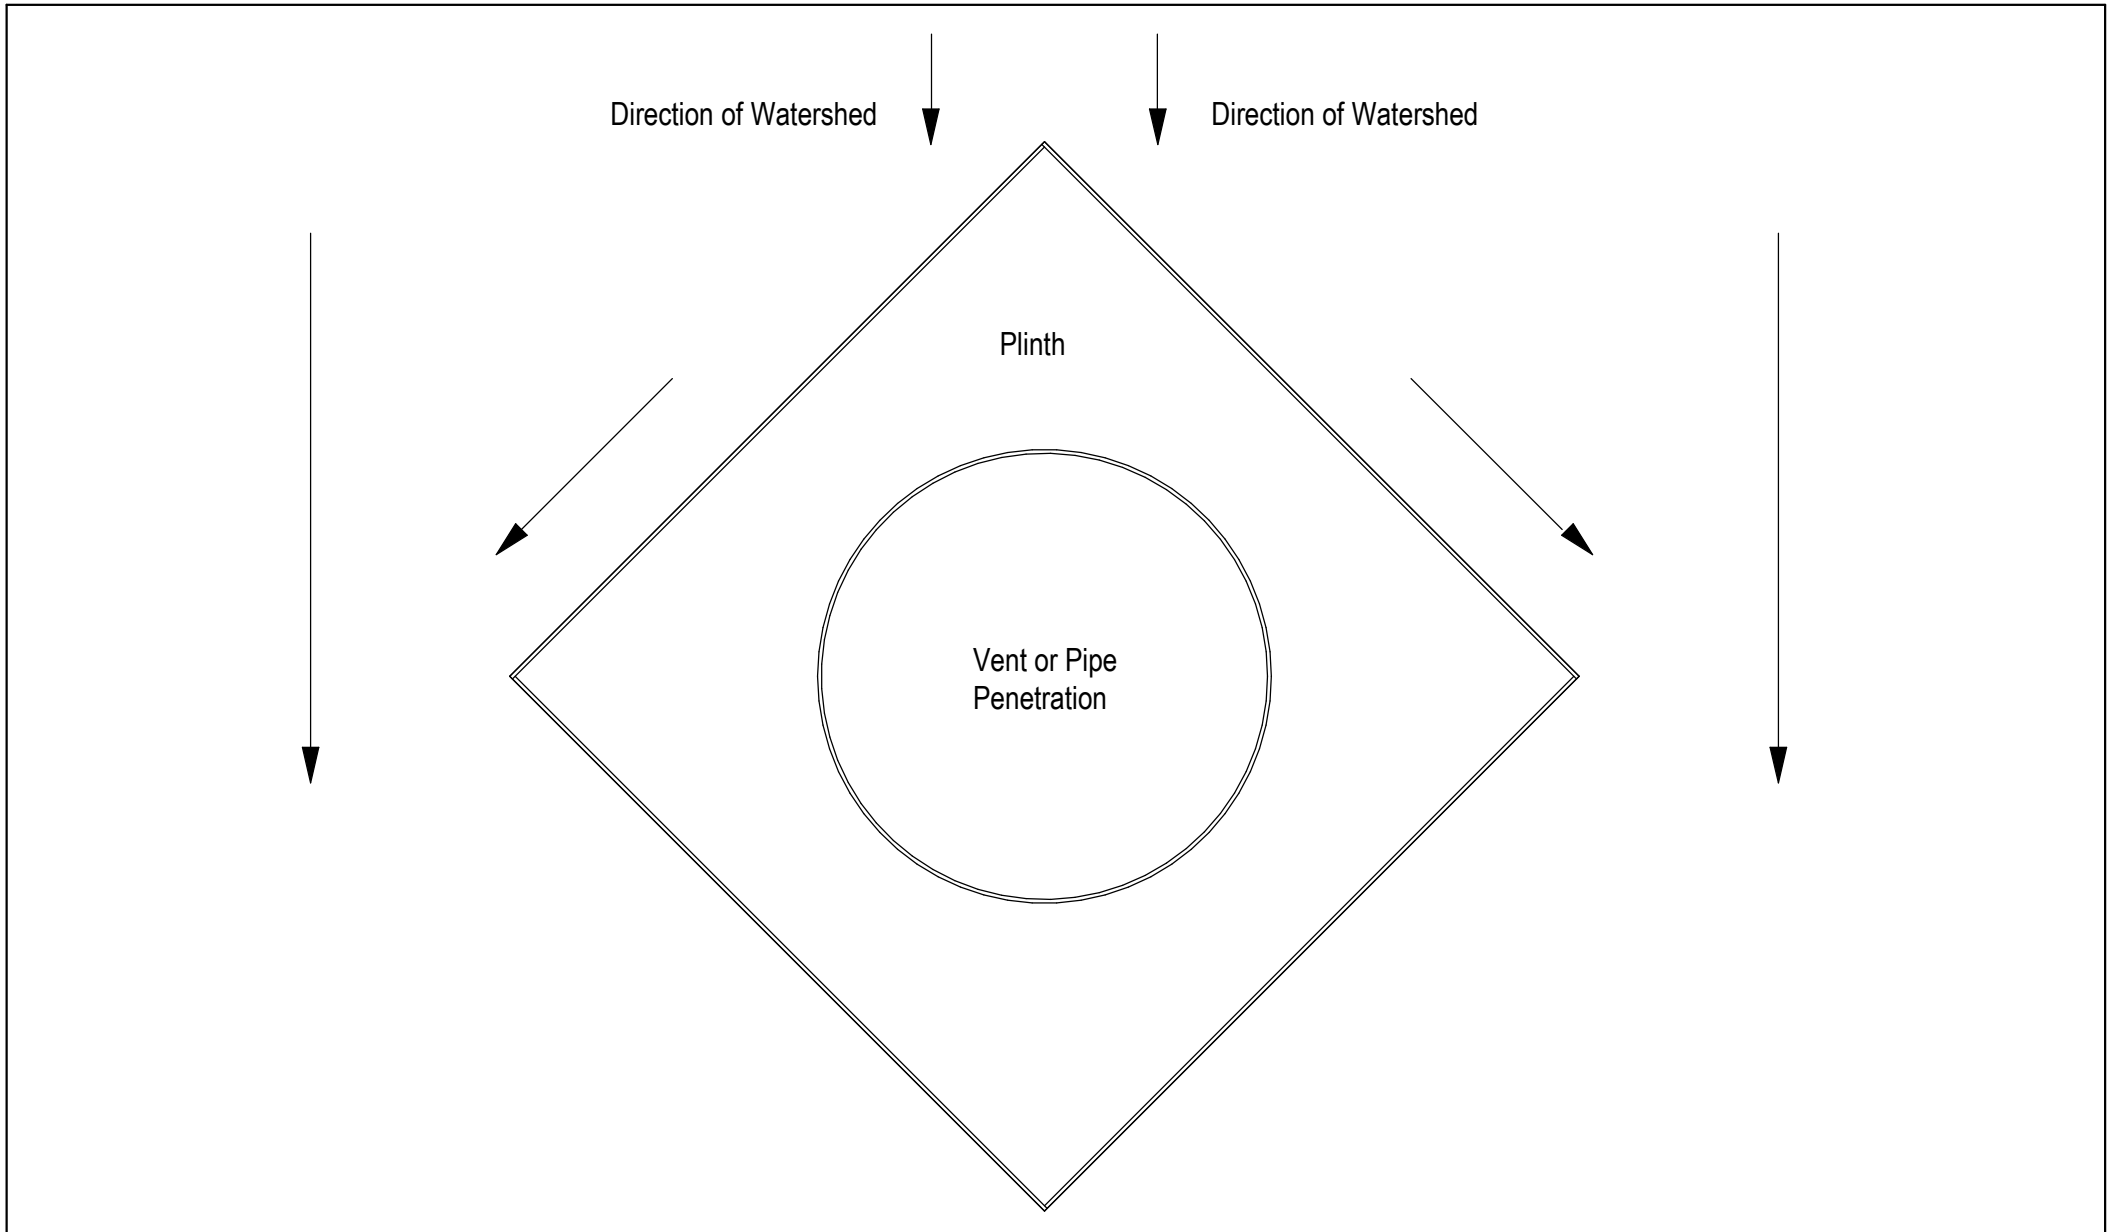 Direction of Watershed
Direction of Watershed
Plinth
Vent or Pipe
Penetration